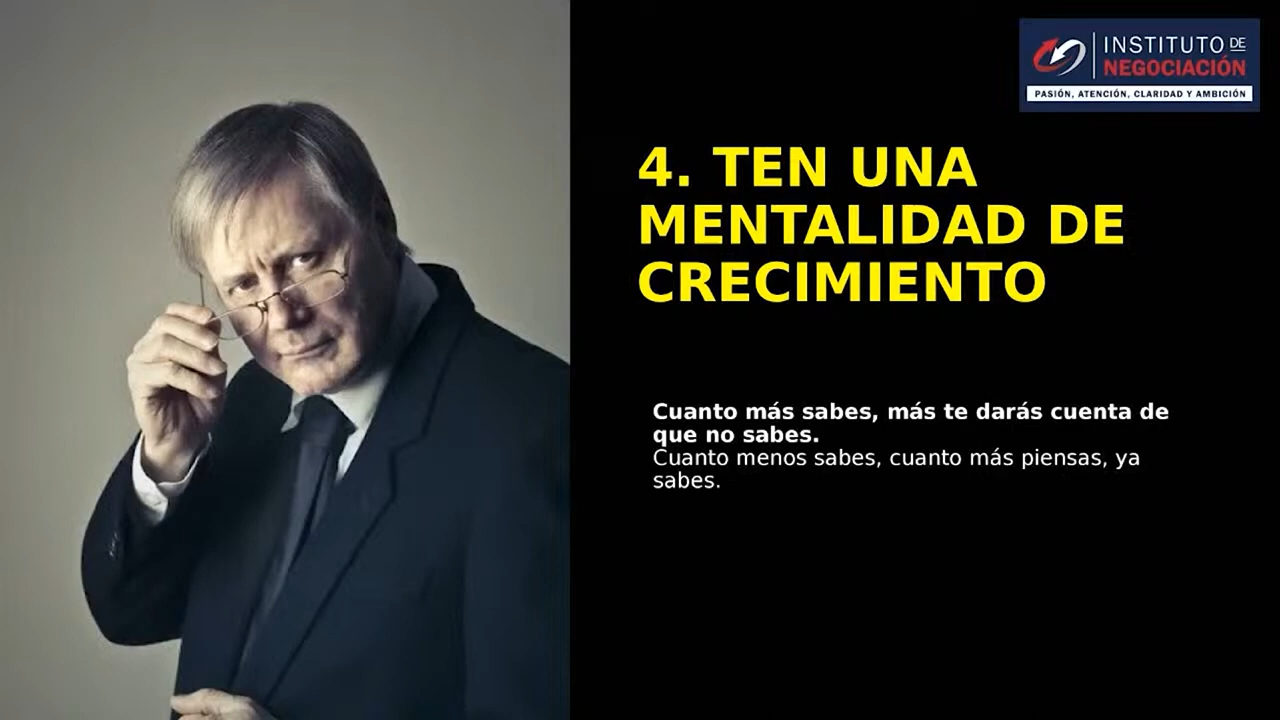 INSTITUTO DE
NEGOCIACIÓN
PASIÓN, ATENCIÓN, CLARIDAD Y AMBICIÓN
4. TEN UNA
MENTALIDAD DE
CRECIMIENTO
Cuanto más sabes, más te darás cuenta de
que no sabes.
Cuanto menos sabes, cuanto más piensas, ya
sabes.